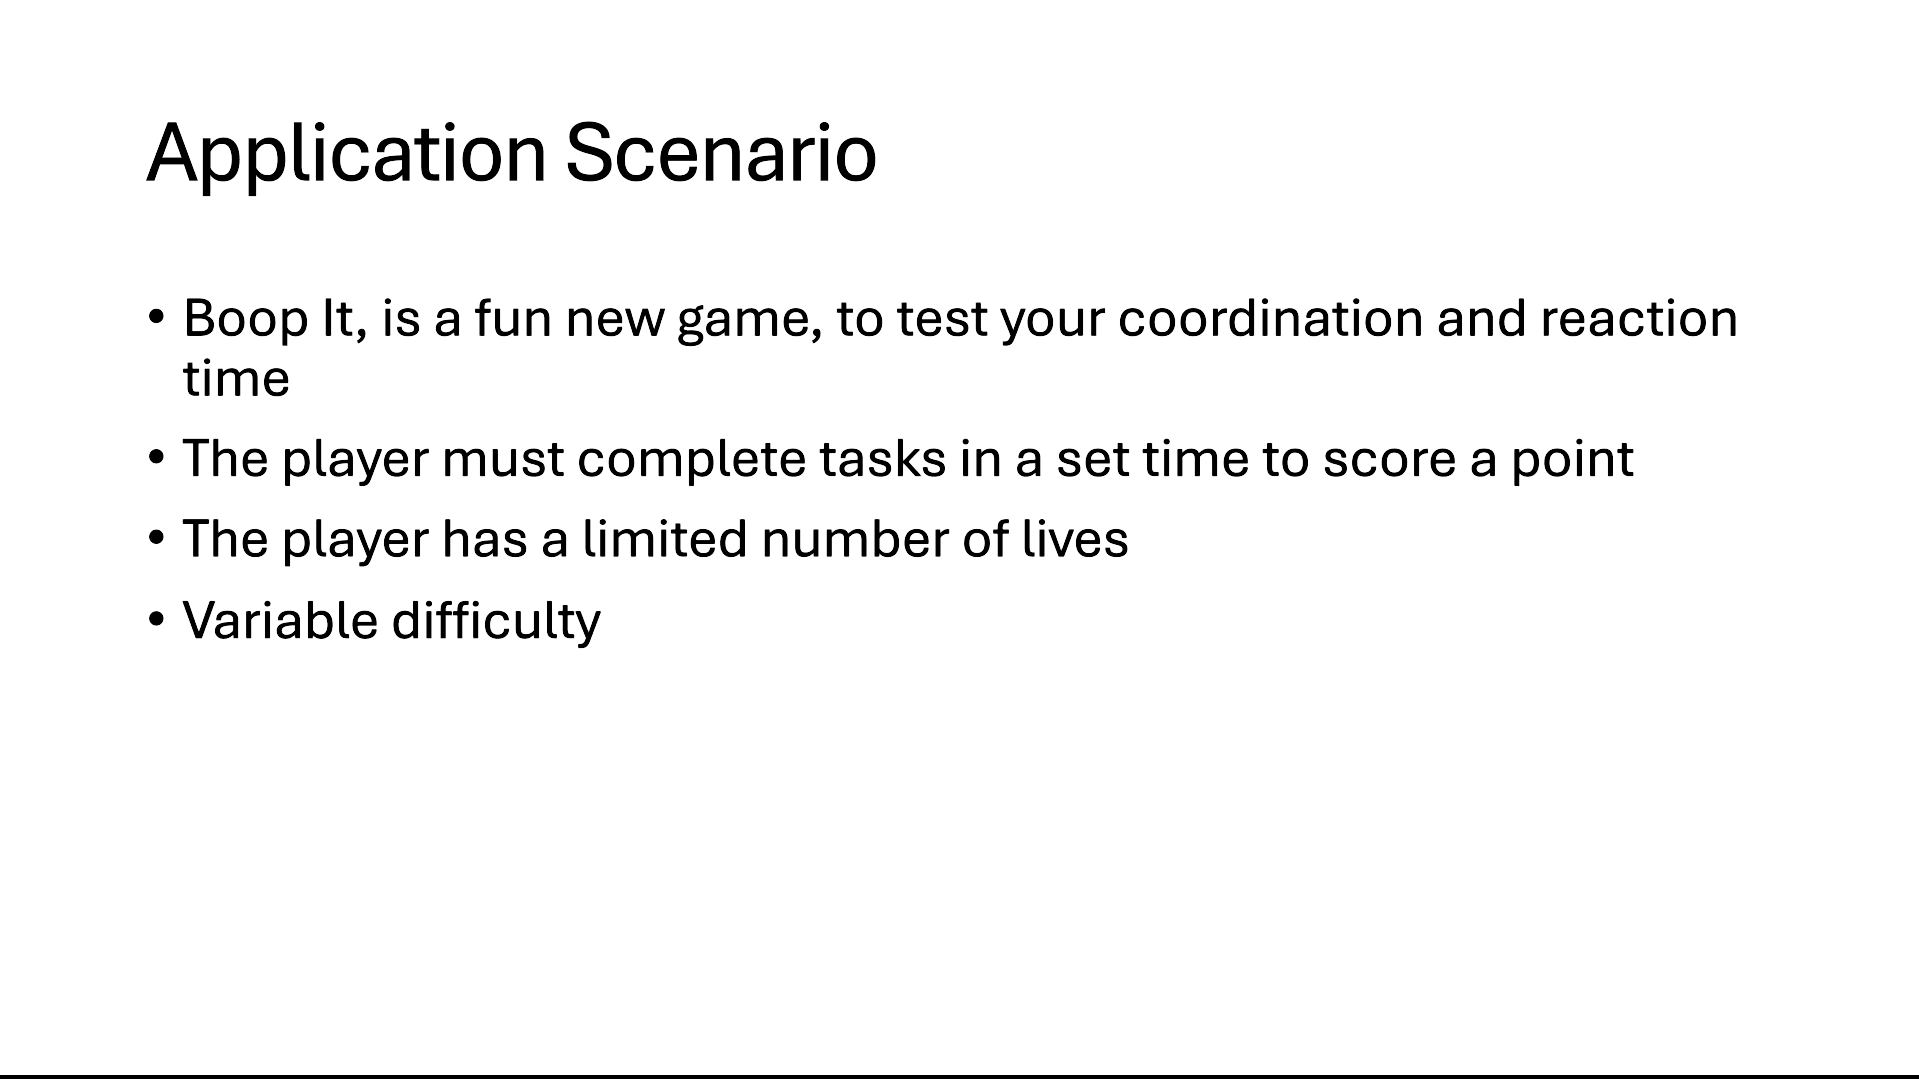 Application Scenario
• Boop It, is a fun new game, to test your coordination and reaction
time
• The player must complete tasks in a set time to score a point
• The player has a limited number of lives
• Variable difficulty